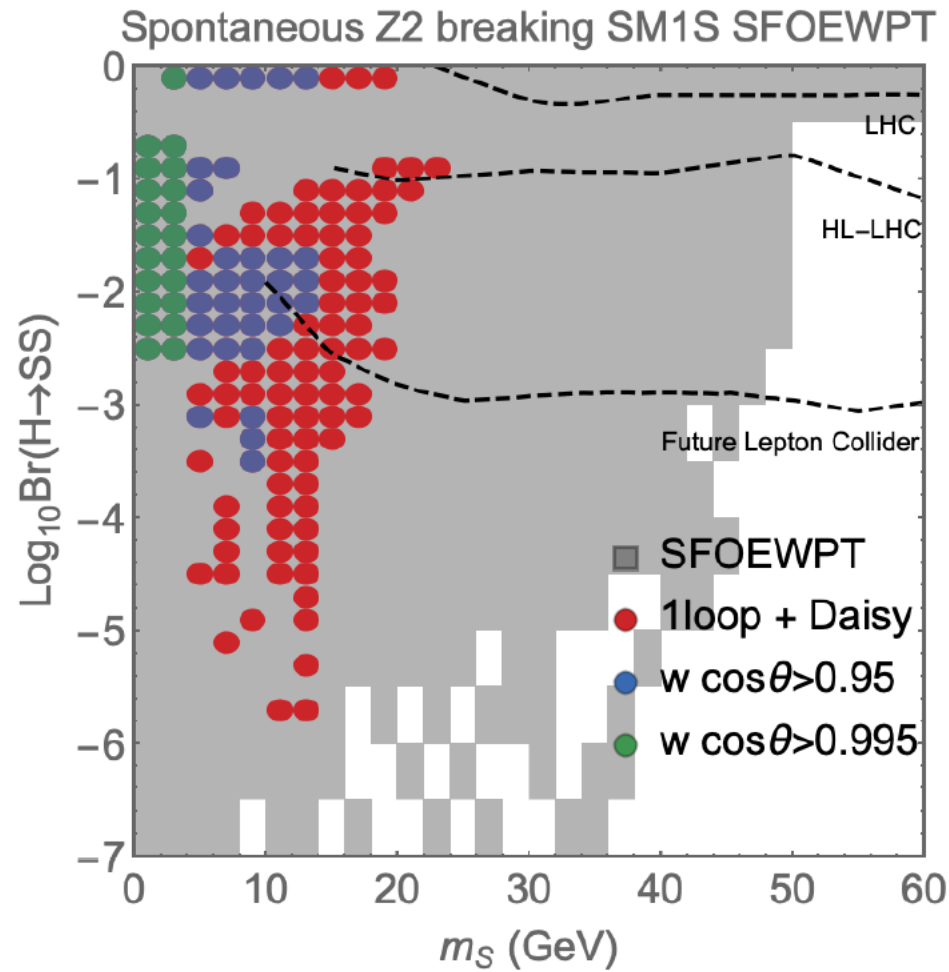 Spontaneous Z2 breaking SM1S SFOEWPT
0
−1
−2
−3
−4
−5
−6
−7
Log₁₀Br(H→SS)
LHC
HL−LHC
Future Lepton Collider
SFOEWPT
1loop + Daisy
w cosθ>0.95
w cosθ>0.995
0 10 20 30 40 50 60
m_S (GeV)